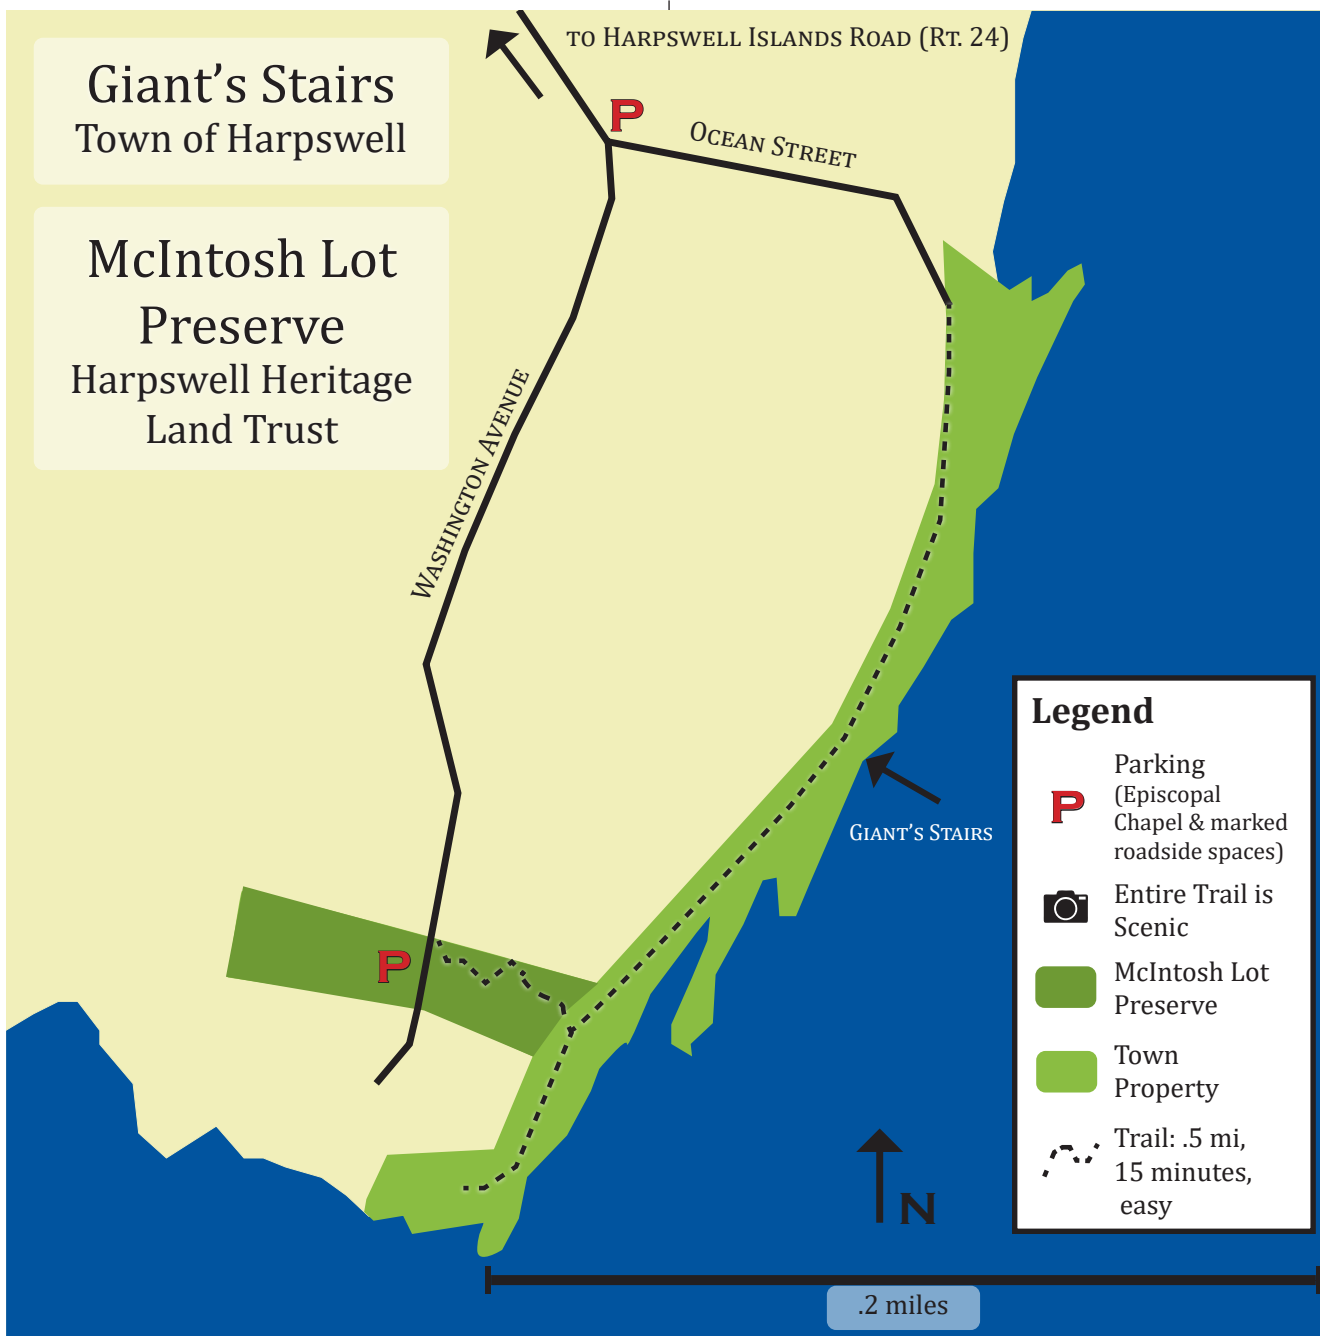 to Harpswell Islands Road (Rt. 24)
Giant's Stairs
Town of Harpswell
P
Ocean Street
McIntosh Lot
Preserve
Harpswell Heritage
Land Trust
Washington Avenue
Giant's Stairs
P
Legend
P
Parking
(Episcopal
Chapel & marked
roadside spaces)
Entire Trail is
Scenic
McIntosh Lot
Preserve
Town
Property
Trail: .5 mi,
15 minutes,
easy
N
.2 miles